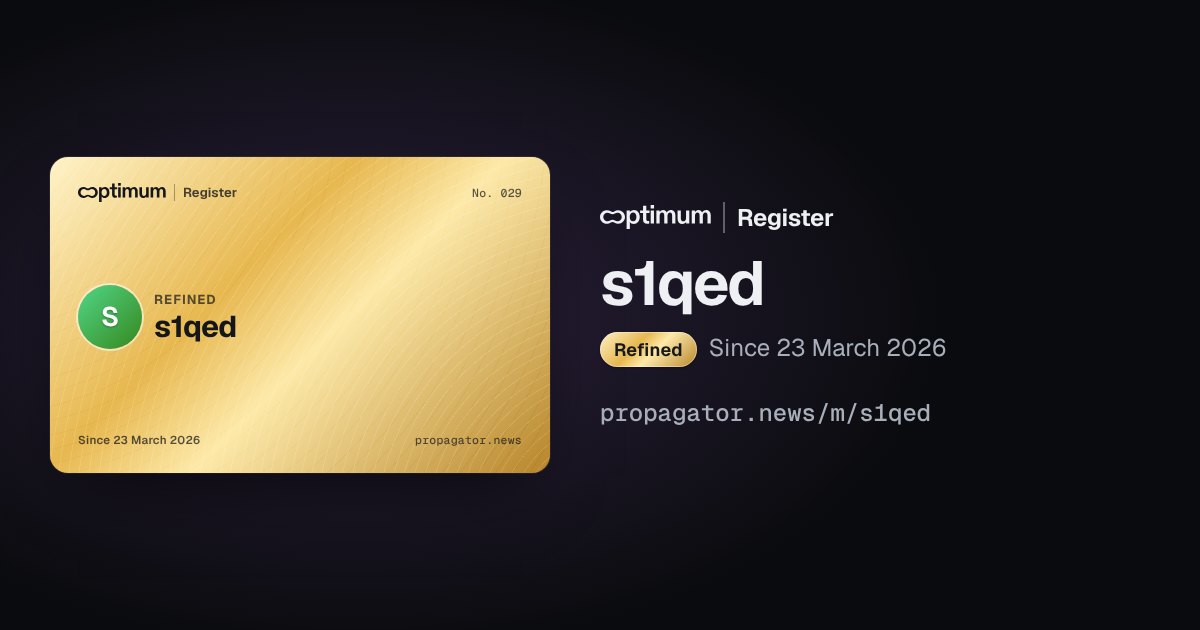 optimum | Register
No. 029
S
REFINED
s1qed
Since 23 March 2026
propagator.news
optimum | Register
s1qed
Refined Since 23 March 2026
propagator.news/m/s1qed